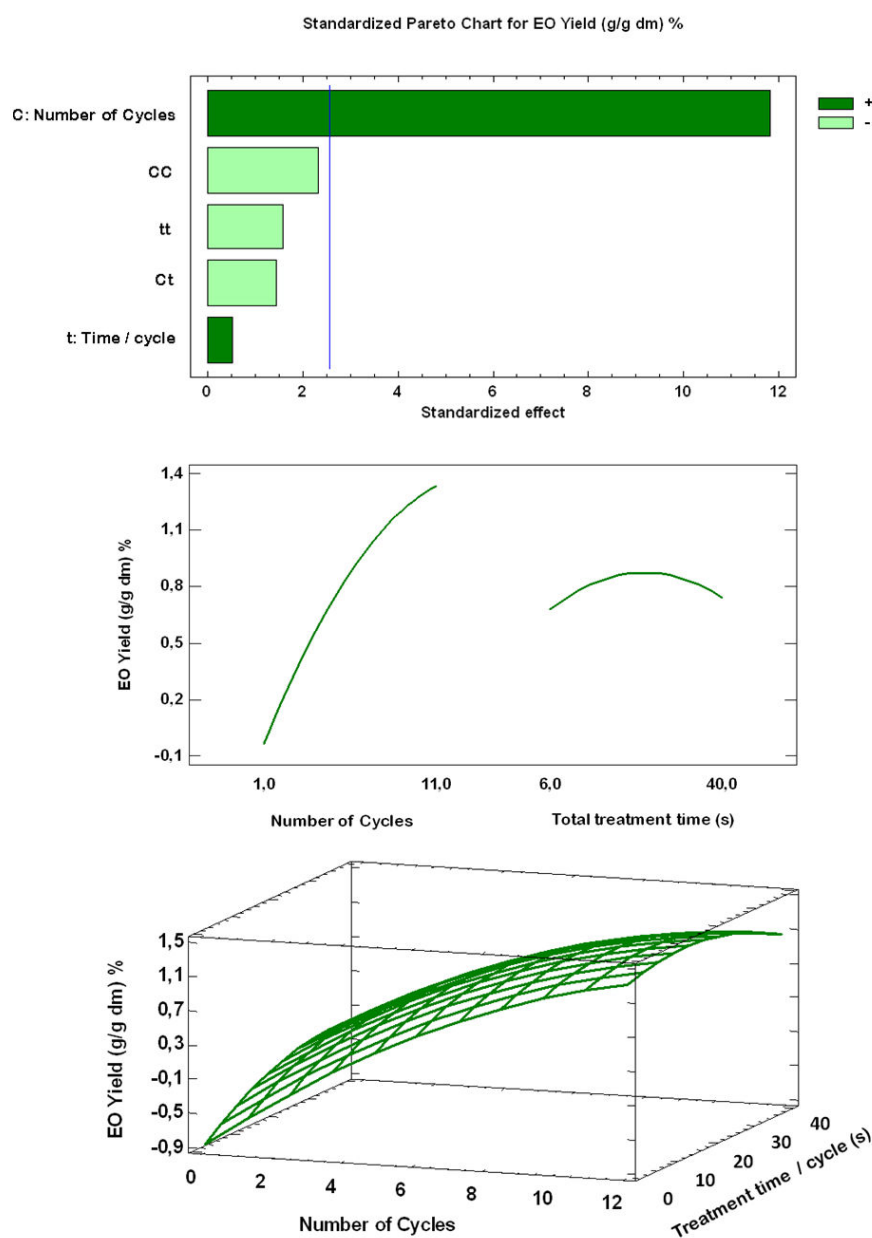 Standardized Pareto Chart for EO Yield (g/g dm) %
C: Number of Cycles
CC
tt
Ct
t: Time / cycle
+
-
0 2 4 6 8 10 12
Standardized effect
EO Yield (g/g dm) %
1,4
1,1
0,8
0,5
0,2
-0,1
1,0 11,0 6,0 40,0
Number of Cycles Total treatment time (s)
EO Yield (g/g dm) %
1,5
1,1
0,7
0,3
-0,1
-0,5
-0,9
0 2 4 6 8 10 12
Number of Cycles
0 10 20 30 40
Treatment time / cycle (s)